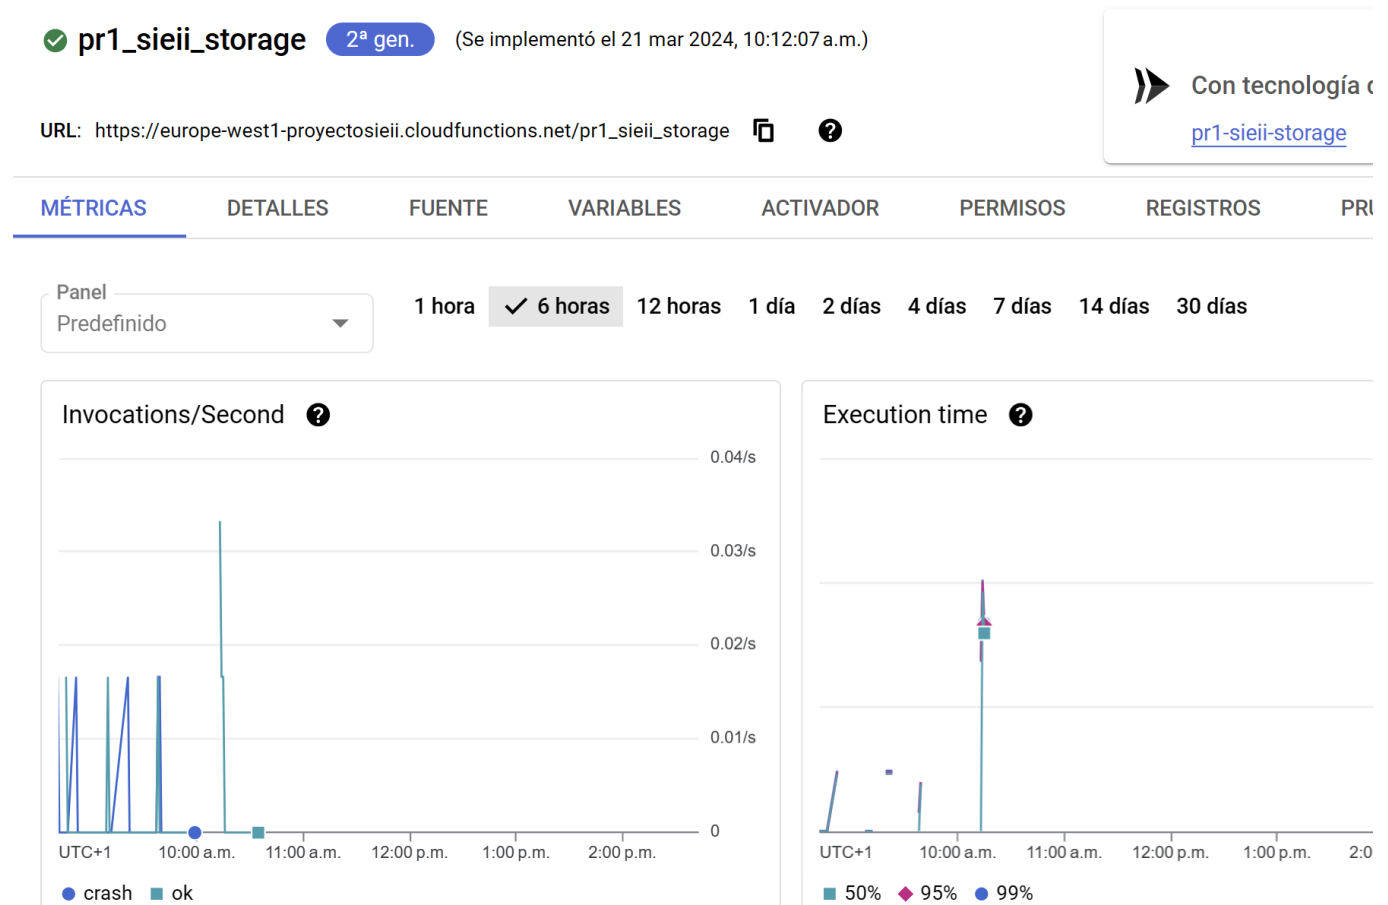 pr1_sieii_storage 2ª gen. (Se implementó el 21 mar 2024, 10:12:07 a.m.)
Con tecnología
URL: https://europe-west1-proyectosieii.cloudfunctions.net/pr1_sieii_storage
pr1-sieii-storage
MÉTRICAS DETALLES FUENTE VARIABLES ACTIVADOR PERMISOS REGISTROS
Panel
Predefinido
1 hora 6 horas 12 horas 1 día 2 días 4 días 7 días 14 días 30 días
Invocations/Second
0.04/s
0.03/s
0.02/s
0.01/s
0
UTC+1 10:00 a.m. 11:00 a.m. 12:00 p.m. 1:00 p.m. 2:00 p.m.
crash ok
Execution time
UTC+1 10:00 a.m. 11:00 a.m. 12:00 p.m. 1:00 p.m.
50% 95% 99%